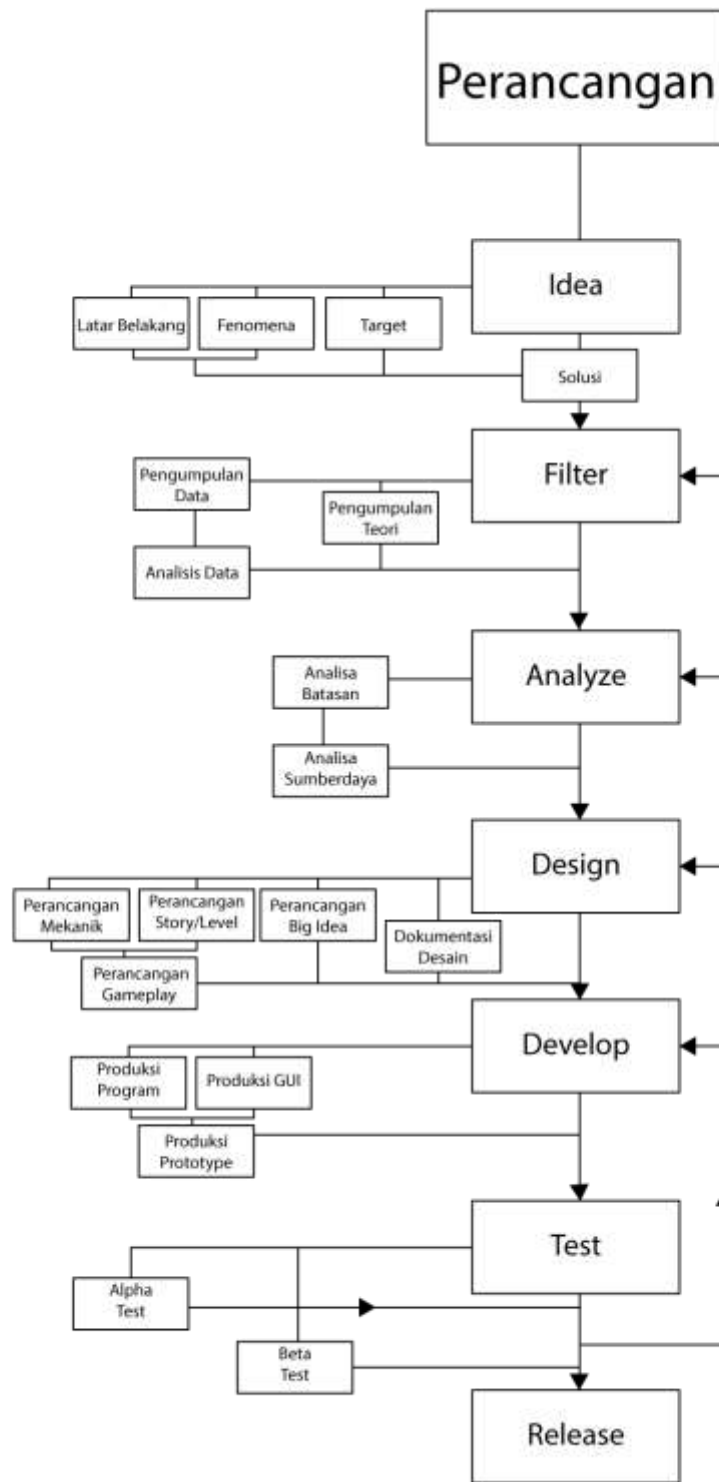 Perancangan
Idea
Latar Belakang
Fenomena
Target
Solusi
Filter
Pengumpulan
Data
Pengumpulan
Teori
Analisis Data
Analyze
Analisa
Batasan
Analisa
Sumberdaya
Design
Perancangan
Mekanik
Perancangan
Story/Level
Perancangan
Big Idea
Dokumentasi
Desain
Perancangan
Gameplay
Develop
Produksi
Program
Produksi GUI
Produksi
Prototype
Test
Alpha
Test
Beta
Test
Release